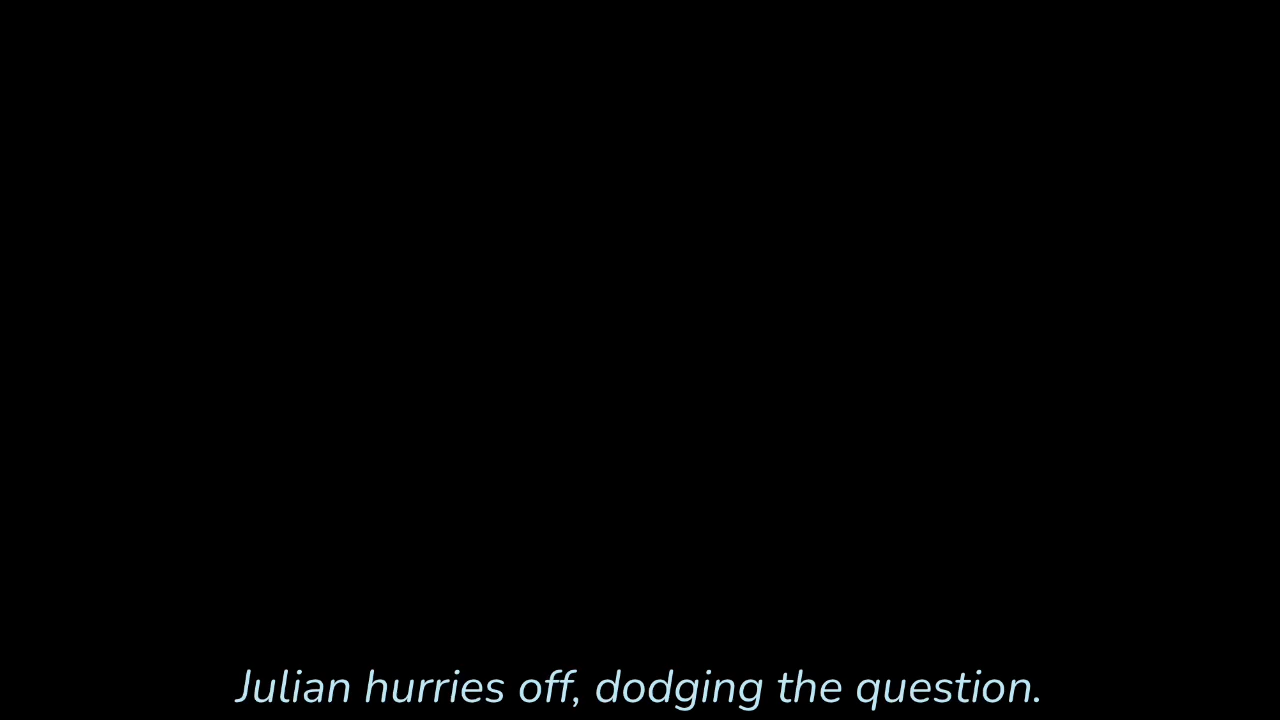 Julian hurries off, dodging the question.